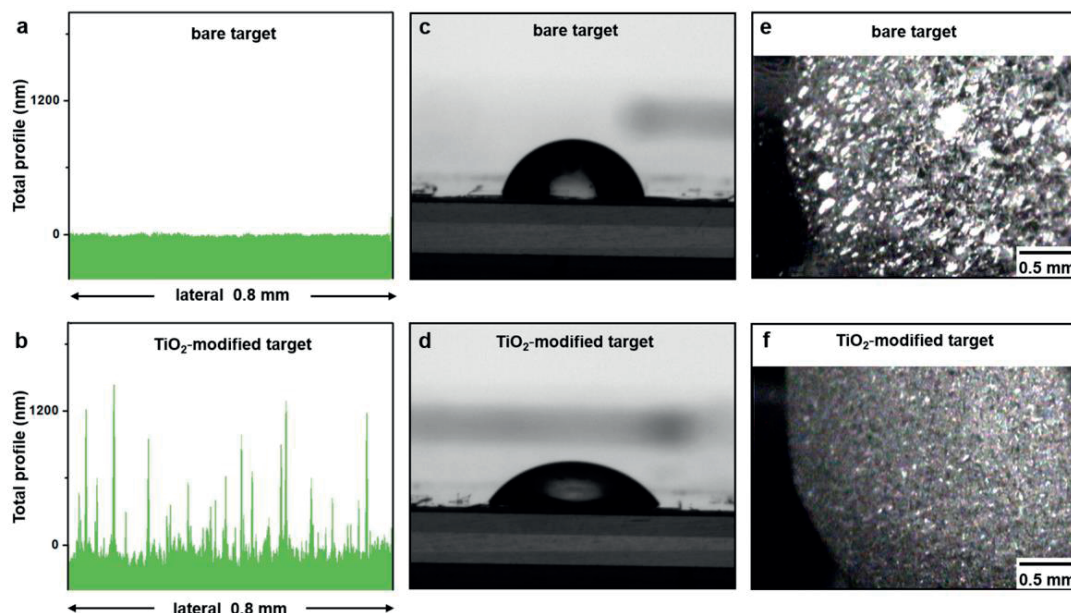 a
bare target
Total profile (nm)
1200
0
lateral 0.8 mm
c
bare target
e
bare target
0.5 mm
b
TiO₂-modified target
Total profile (nm)
1200
0
lateral 0.8 mm
d
TiO₂-modified target
f
TiO₂-modified target
0.5 mm